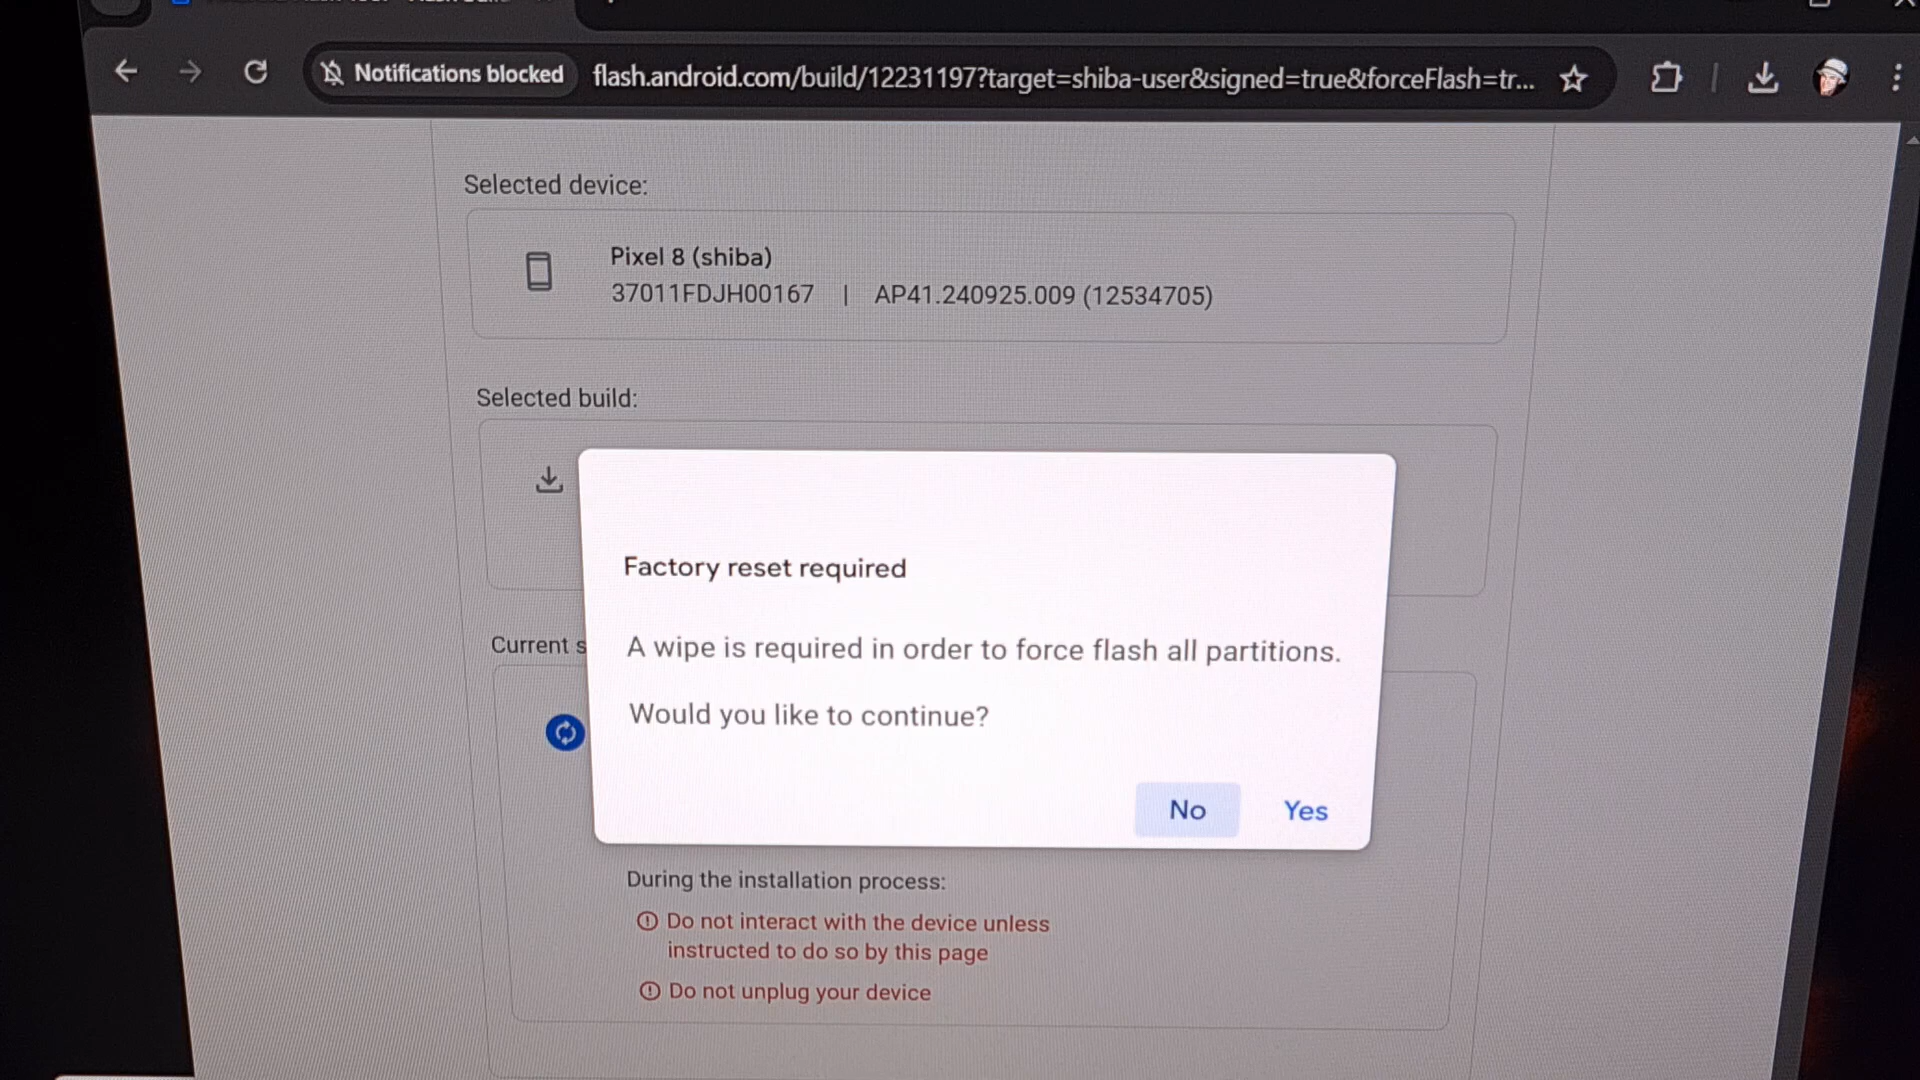 Notifications blocked
flash.android.com/build/12231197?target=shiba-user&signed=true&forceFlash=tr...
Selected device:
Pixel 8 (shiba)
37011FDJH00167 | AP41.240925.009 (12534705)
Selected build:
Factory reset required
Current s
A wipe is required in order to force flash all partitions.
Would you like to continue?
No Yes
During the installation process:
Do not interact with the device unless
instructed to do so by this page
Do not unplug your device